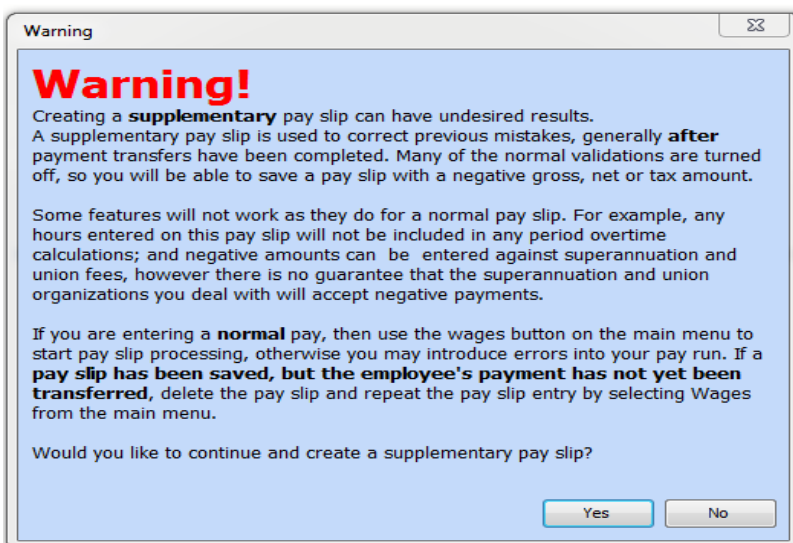 Warning
Warning!
Creating a supplementary pay slip can have undesired results.
A supplementary pay slip is used to correct previous mistakes, generally after
payment transfers have been completed. Many of the normal validations are turned
off, so you will be able to save a pay slip with a negative gross, net or tax amount.
Some features will not work as they do for a normal pay slip. For example, any
hours entered on this pay slip will not be included in any period overtime
calculations; and negative amounts can  be  entered against superannuation and
union fees, however there is no guarantee that the superannuation and union
organizations you deal with will accept negative payments.
If you are entering a normal pay, then use the wages button on the main menu to
start pay slip processing, otherwise you may introduce errors into your pay run. If a
pay slip has been saved, but the employee's payment has not yet been
transferred, delete the pay slip and repeat the pay slip entry by selecting Wages
from the main menu.
Would you like to continue and create a supplementary pay slip?
Yes No